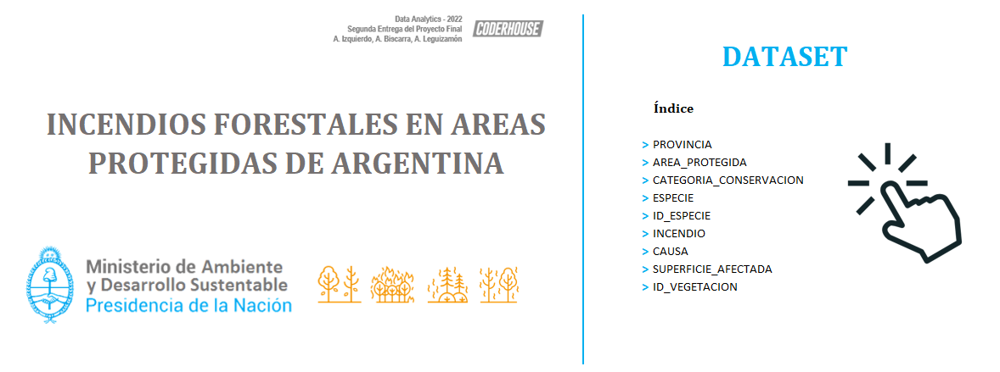 Data Analytics - 2022
Segunda Entrega del Proyecto Final
A. Izquierdo, A. Biscarra, A. Leguizamón
CODERHOUSE
INCENDIOS FORESTALES EN AREAS
PROTEGIDAS DE ARGENTINA
Ministerio de Ambiente
y Desarrollo Sustentable
Presidencia de la Nación
DATASET
Índice
> PROVINCIA
> AREA_PROTEGIDA
> CATEGORIA_CONSERVACION
> ESPECIE
> ID_ESPECIE
> INCENDIO
> CAUSA
> SUPERFICIE_AFECTADA
> ID_VEGETACION